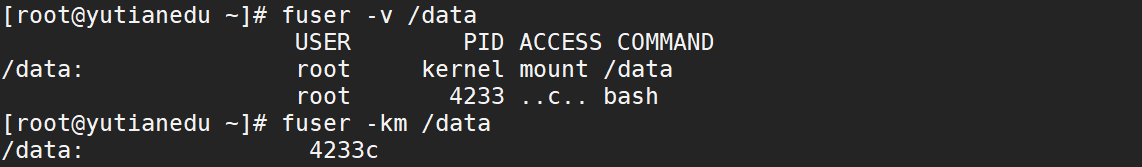 [root@yutianedu ~]# fuser -v /data
                     USER        PID ACCESS COMMAND
/data:               root     kernel mount /data
                     root       4233 ..c.. bash
[root@yutianedu ~]# fuser -km /data
/data:                4233c